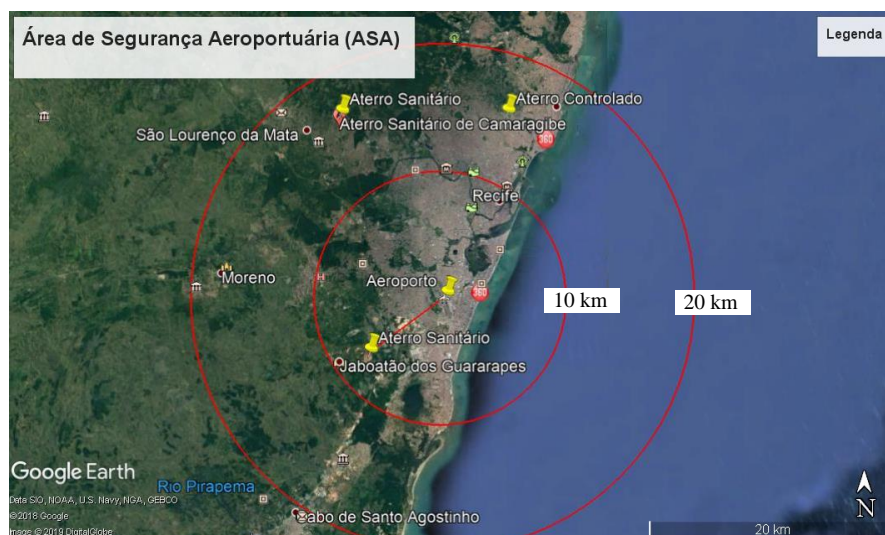 Área de Segurança Aeroportuária (ASA)
Legenda
Aterro Sanitário
Aterro Controlado
Aterro Sanitário de Camaragibe
São Lourenço da Mata
360
Recife
Moreno
Aeroporto
360
10 km
20 km
Aterro Sanitário
Jaboatão dos Guararapes
Google Earth
Rio Pirapema
Data SIO, NOAA, U.S. Navy, NGA, GEBCO
©2018 Google
Image © 2019 DigitalGlobe
Cabo de Santo Agostinho
N
20 km